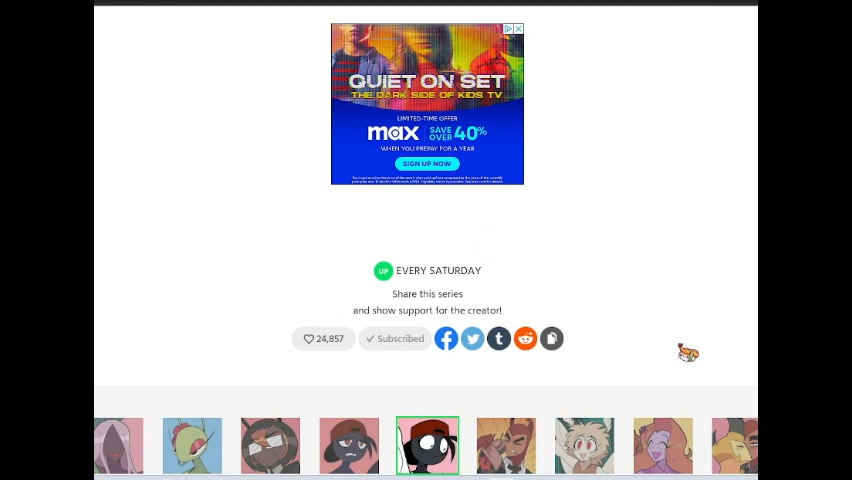 QUIET ON SET
THE DARK SIDE OF KIDS TV
LIMITED-TIME OFFER
max SAVE OVER 40%
WHEN YOU PREPAY FOR A YEAR
SIGN UP NOW
UP EVERY SATURDAY
Share this series
and show support for the creator!
24,857 Subscribed